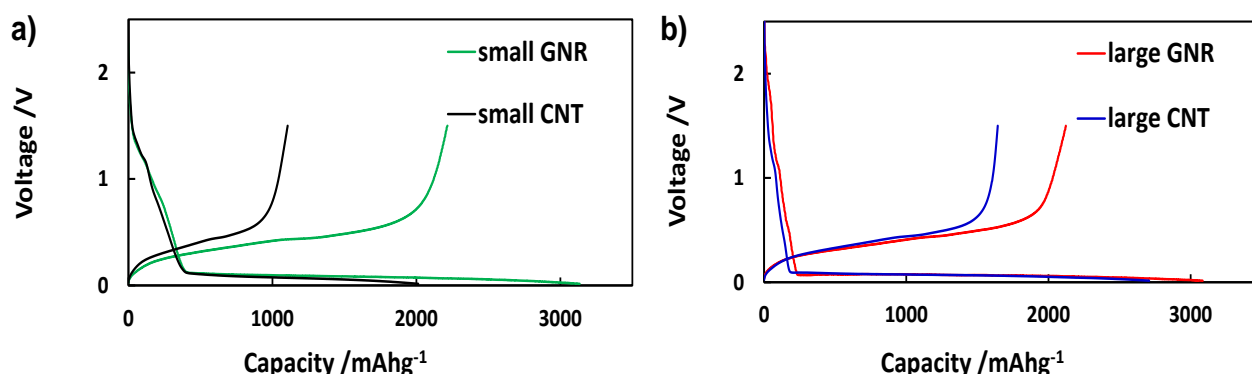 a)
small GNR
small CNT
Voltage /V
2
1
0
0 1000 2000 3000
Capacity /mAhg⁻¹
b)
large GNR
large CNT
Voltage /V
2
1
0
0 1000 2000 3000
Capacity /mAhg⁻¹